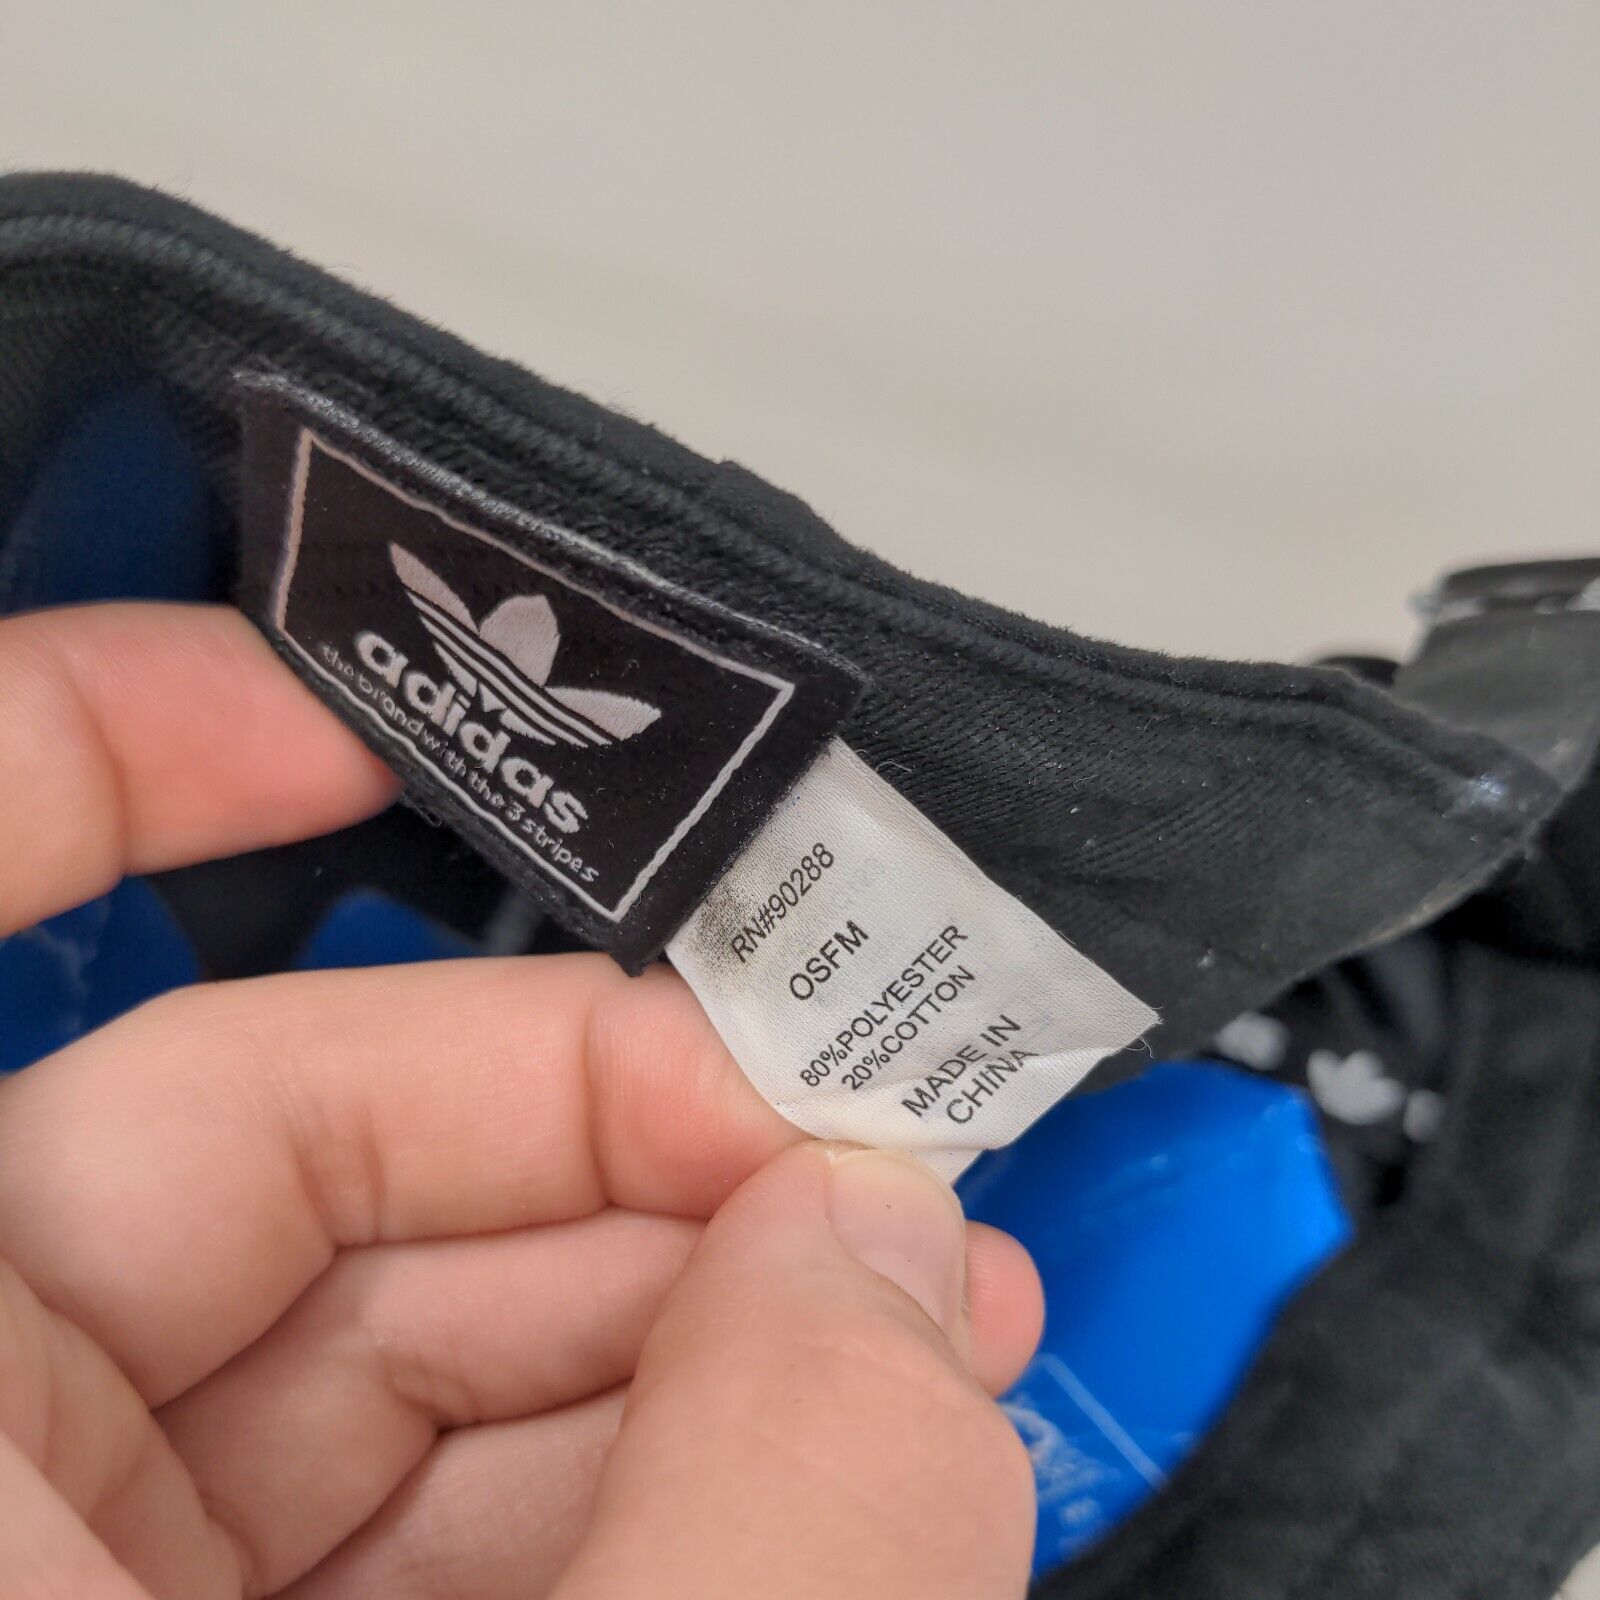 adidas
the brand with the 3 stripes
RN#90288
OSFM
80%POLYESTER
20%COTTON
MADE IN
CHINA